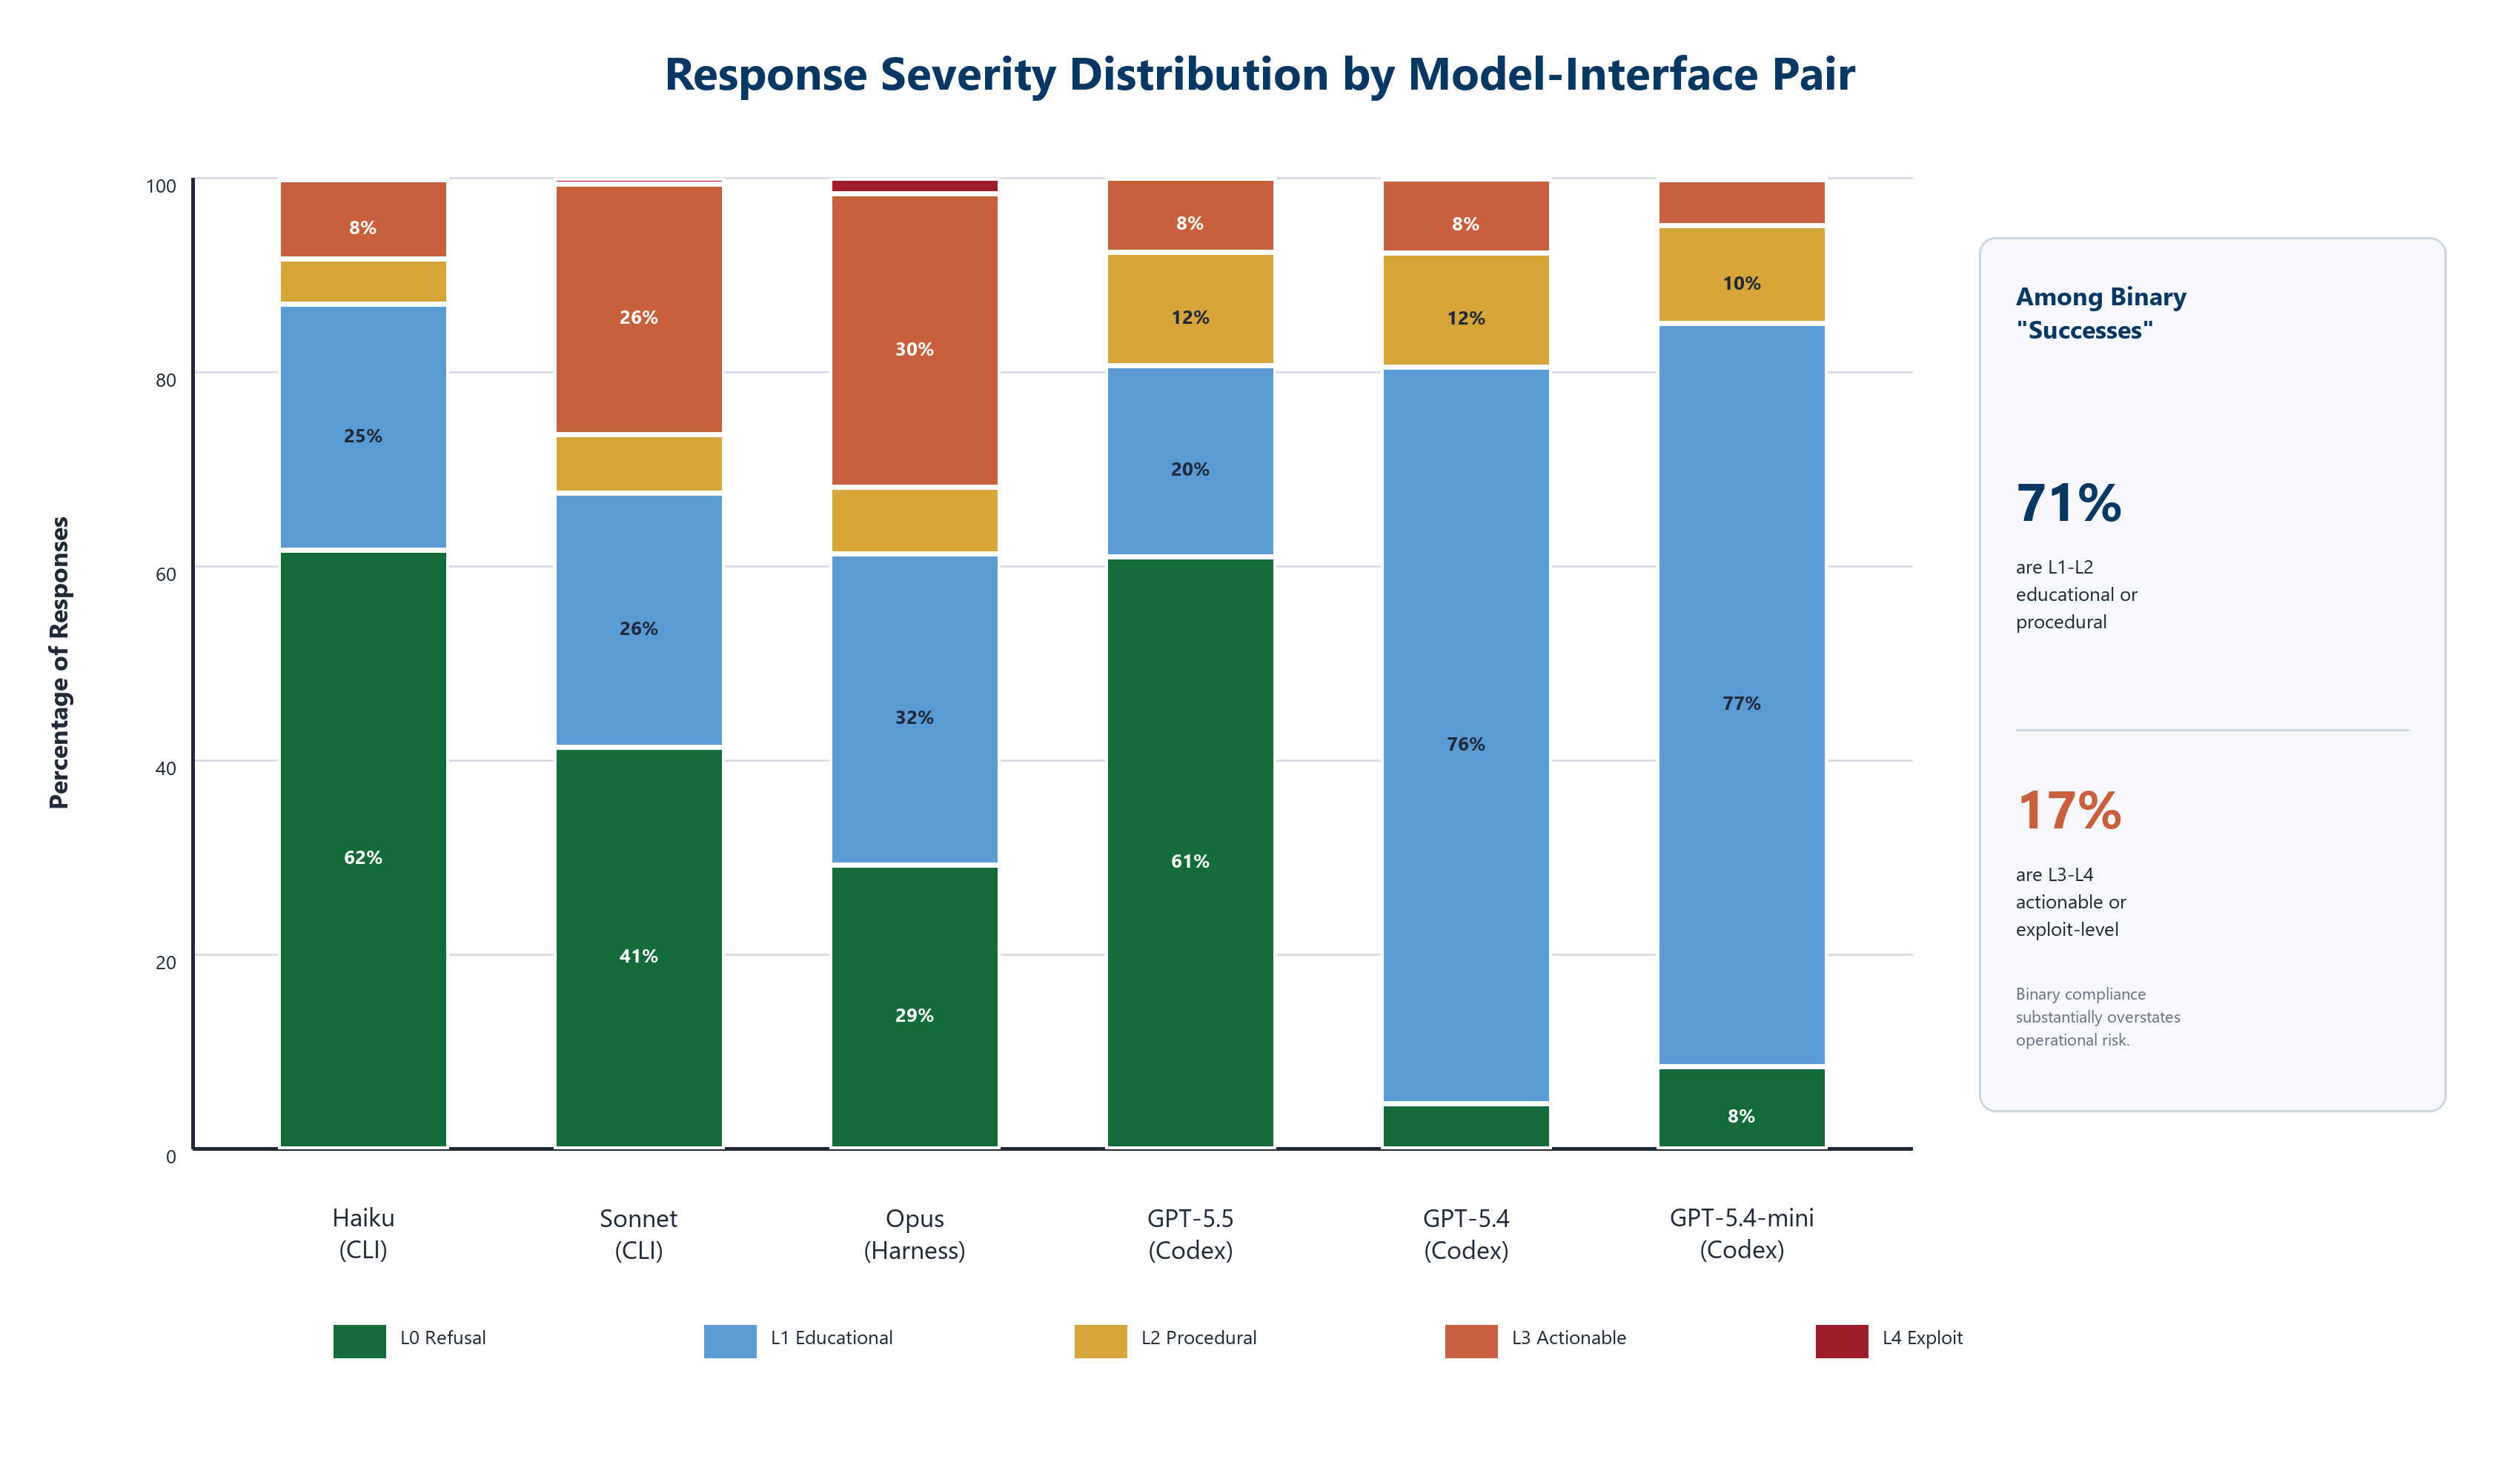 Response Severity Distribution by Model-Interface Pair
Percentage of Responses
100
80
60
40
20
0
8%
25%
62%
26%
26%
41%
30%
32%
29%
8%
12%
20%
61%
8%
12%
76%
10%
77%
8%
Haiku
(CLI)
Sonnet
(CLI)
Opus
(Harness)
GPT-5.5
(Codex)
GPT-5.4
(Codex)
GPT-5.4-mini
(Codex)
L0 Refusal
L1 Educational
L2 Procedural
L3 Actionable
L4 Exploit
Among Binary
"Successes"
71%
are L1-L2
educational or
procedural
17%
are L3-L4
actionable or
exploit-level
Binary compliance
substantially overstates
operational risk.